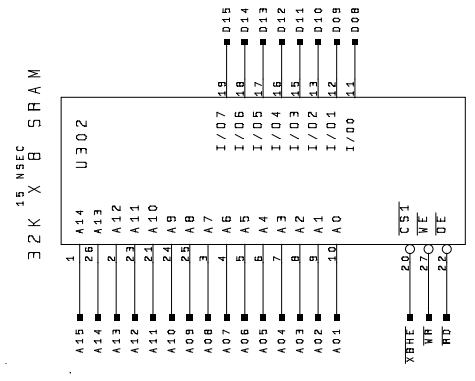 32K X 8 SRAM
15 NSEC
A15 1 A14 U302
A14 26 A13
A13 2 A12
A12 23 A11
A11 21 A10
A10 24 A9
A09 25 A8
A08 3 A7
A07 4 A6 I/O7 19 D15
A06 5 A5 I/O6 18 D14
A05 6 A4 I/O5 17 D13
A04 7 A3 I/O4 16 D12
A03 8 A2 I/O3 15 D11
A02 9 A1 I/O2 13 D10
A01 10 A0 I/O1 12 D09
I/O0 11 D08
XBHE 20 CS1
WR 27 WE
RD 22 OE